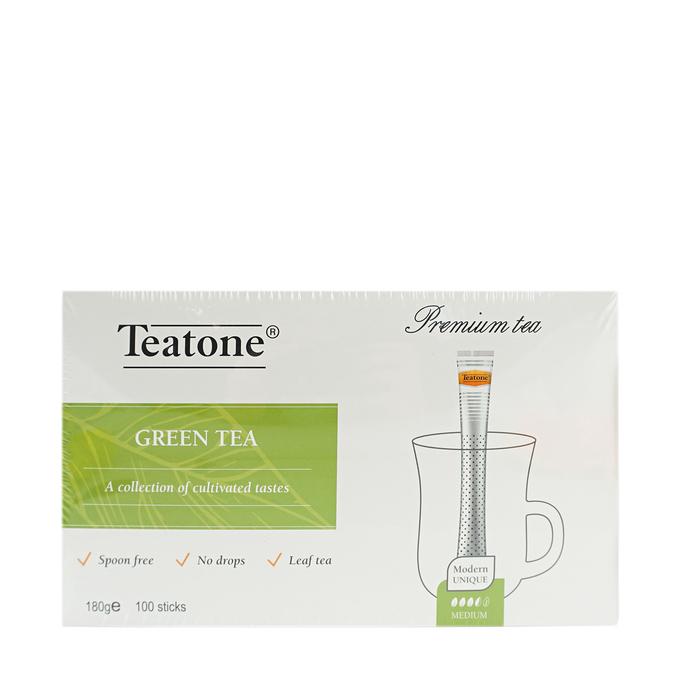 Teatone®
Premium tea
Teatone
GREEN TEA
A collection of cultivated tastes
✓ Spoon free ✓ No drops ✓ Leaf tea
Modern
UNIQUE
180g℮ 100 sticks
MEDIUM